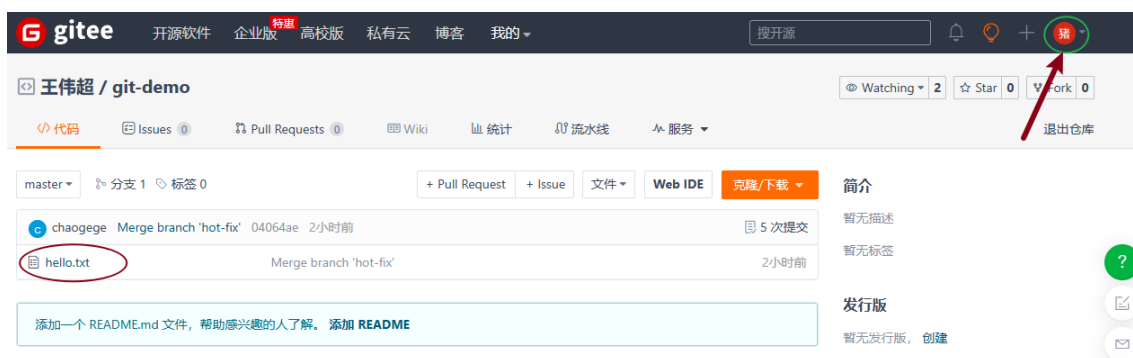 G gitee 开源软件 企业版 特惠 高校版 私有云 博客 我的 搜开源 猪
王伟超 / git-demo Watching 2 Star 0 Fork 0
代码 Issues 0 Pull Requests 0 Wiki 统计 流水线 服务 退出仓库
master 分支 1 标签 0 + Pull Request + Issue 文件 Web IDE 克隆/下载 简介
c chaogege Merge branch 'hot-fix' 04064ae 2小时前 5 次提交 暂无描述
hello.txt Merge branch 'hot-fix' 2小时前 暂无标签
?
发行版
添加一个 README.md 文件，帮助感兴趣的人了解。 添加 README
暂无发行版， 创建